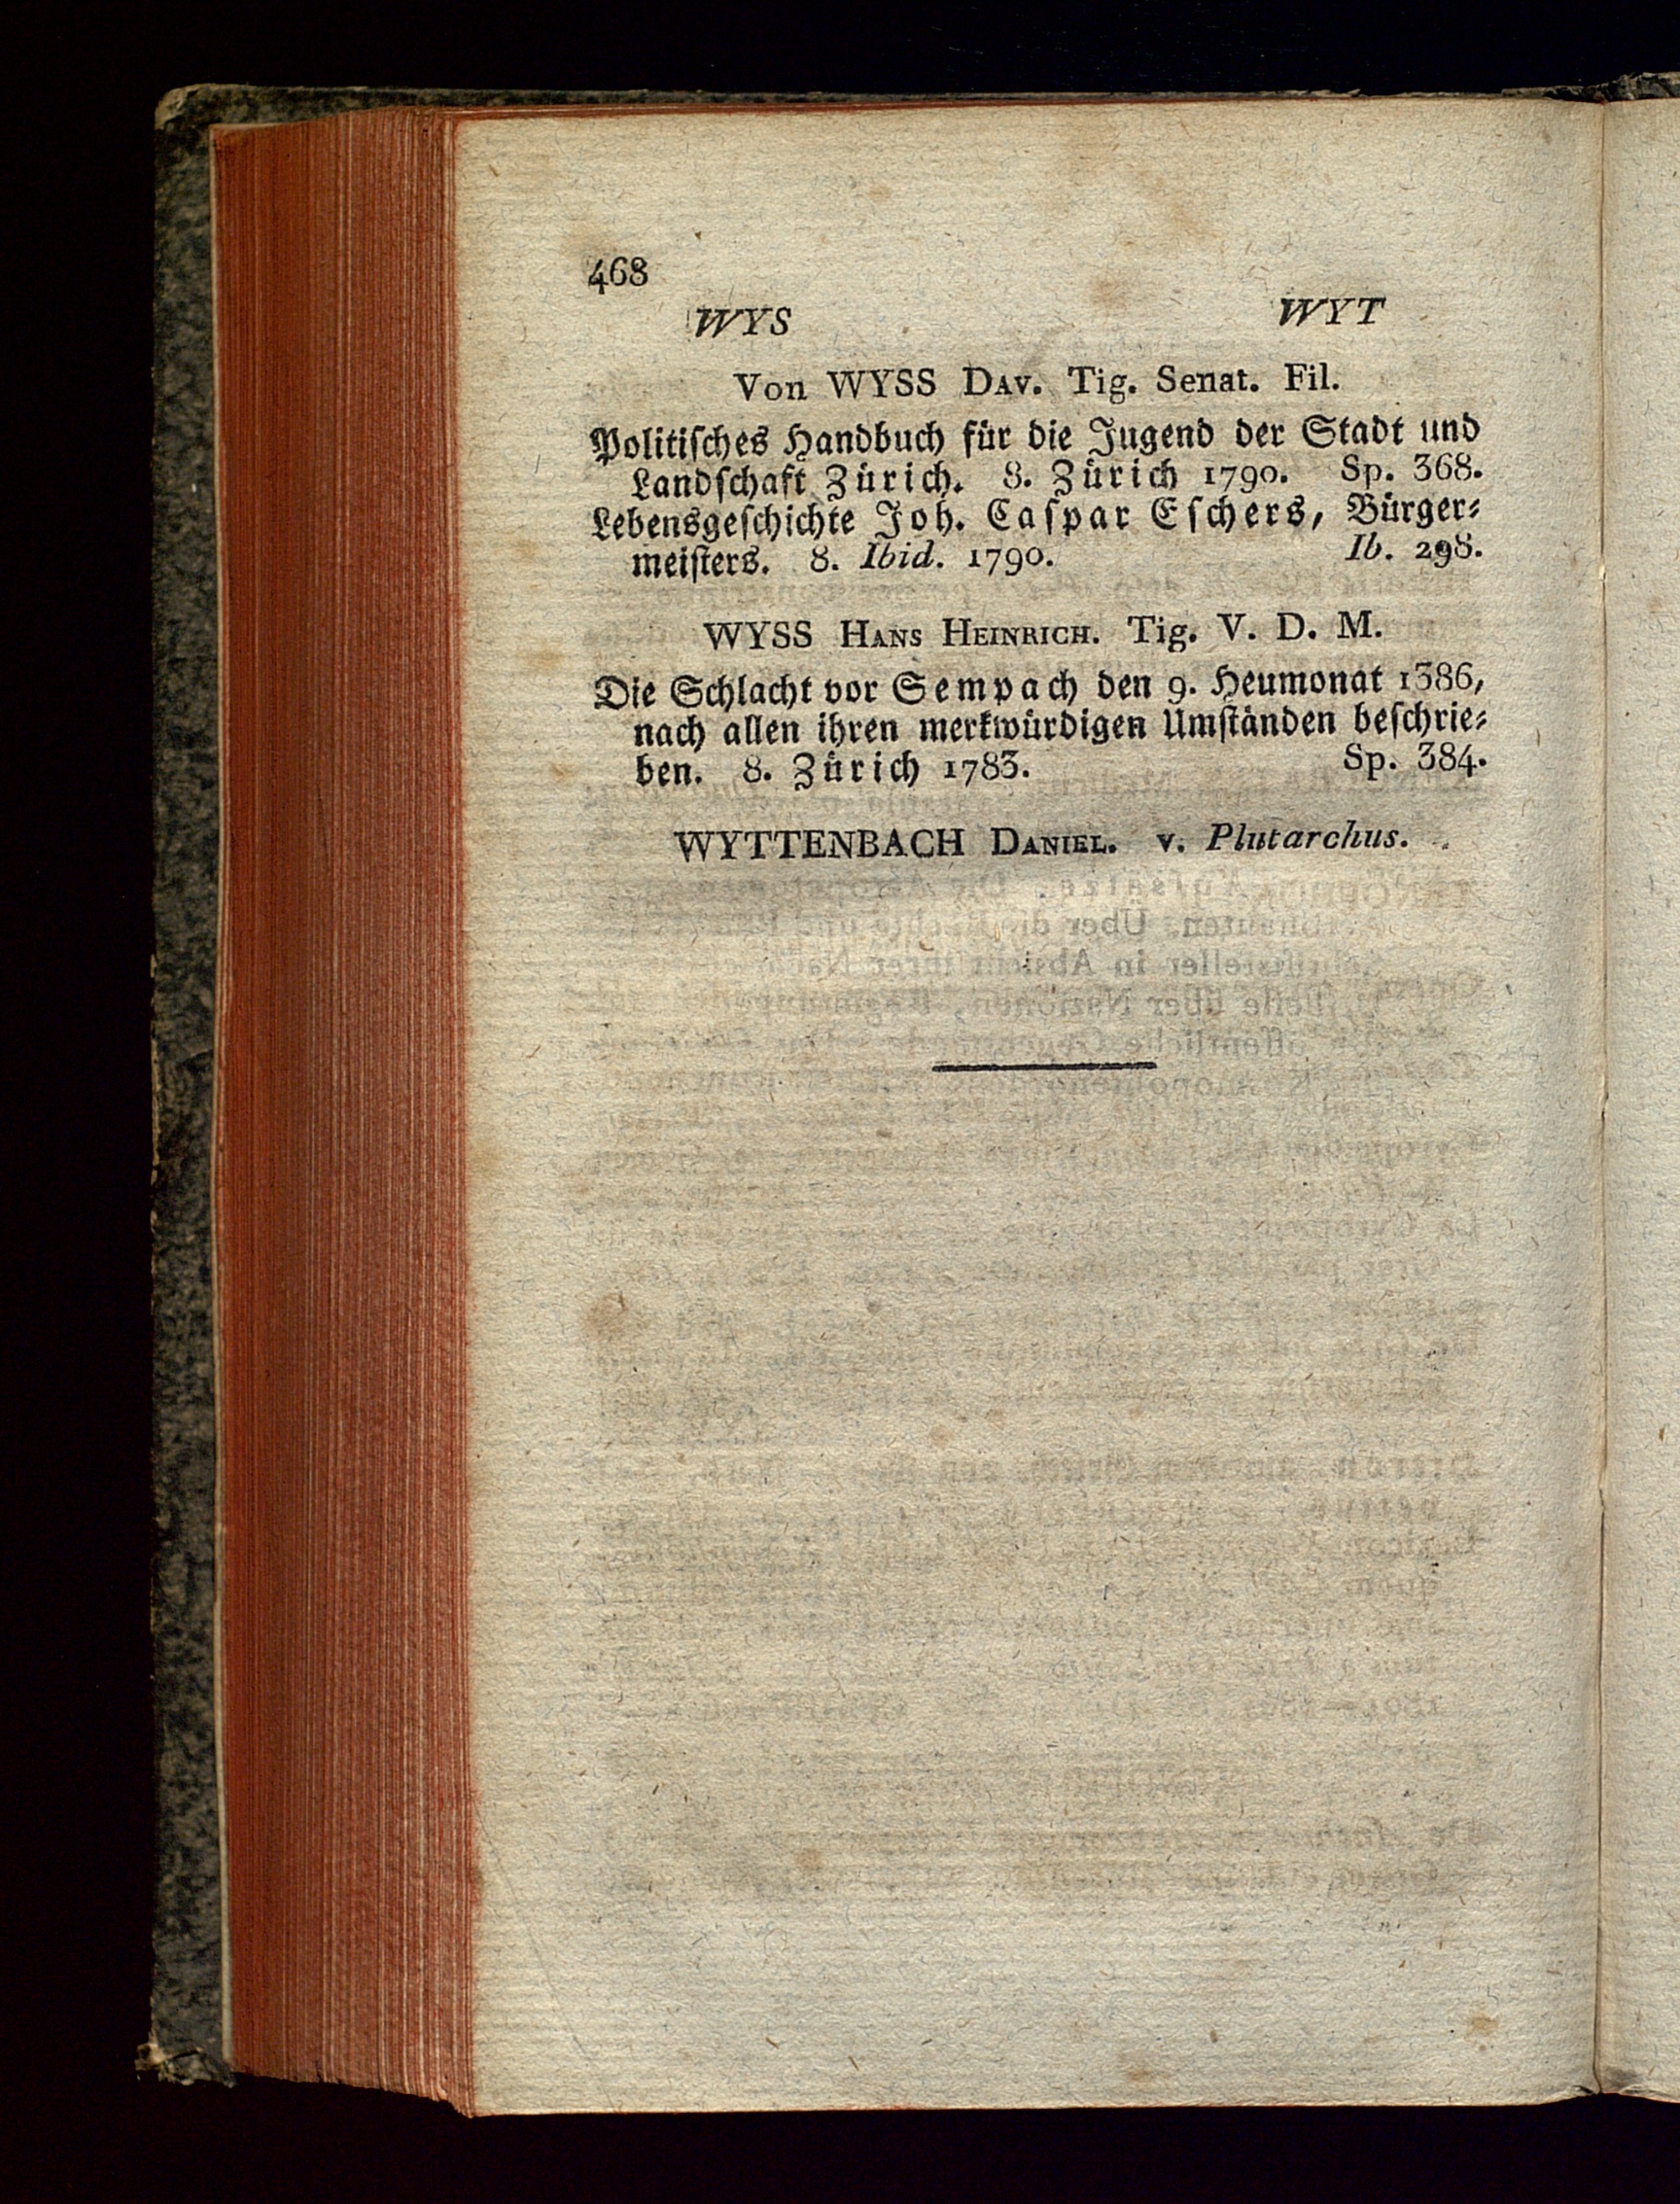 468
WYS WYT
Von WYSS DAV. Tig. Senat. Fil.
Politisches Handbuch für die Jugend der Stadt und
Landschaft Zürich. 8. Zürich 1790. Sp. 368.
Lebensgeschichte Joh. Caspar Eschers, Bürger⸗
meisters. 8. Ibid. 1790. Ib. 298.
WYSS HANS HEINRICH. Tig. V. D. M.
Die Schlacht vor Sempach den 9. Heumonat 1386,
nach allen ihren merkwürdigen Umständen beschrie⸗
ben. 8. Zürich 1783. Sp. 384.
WYTTENBACH DANIEL. v. Plutarchus.